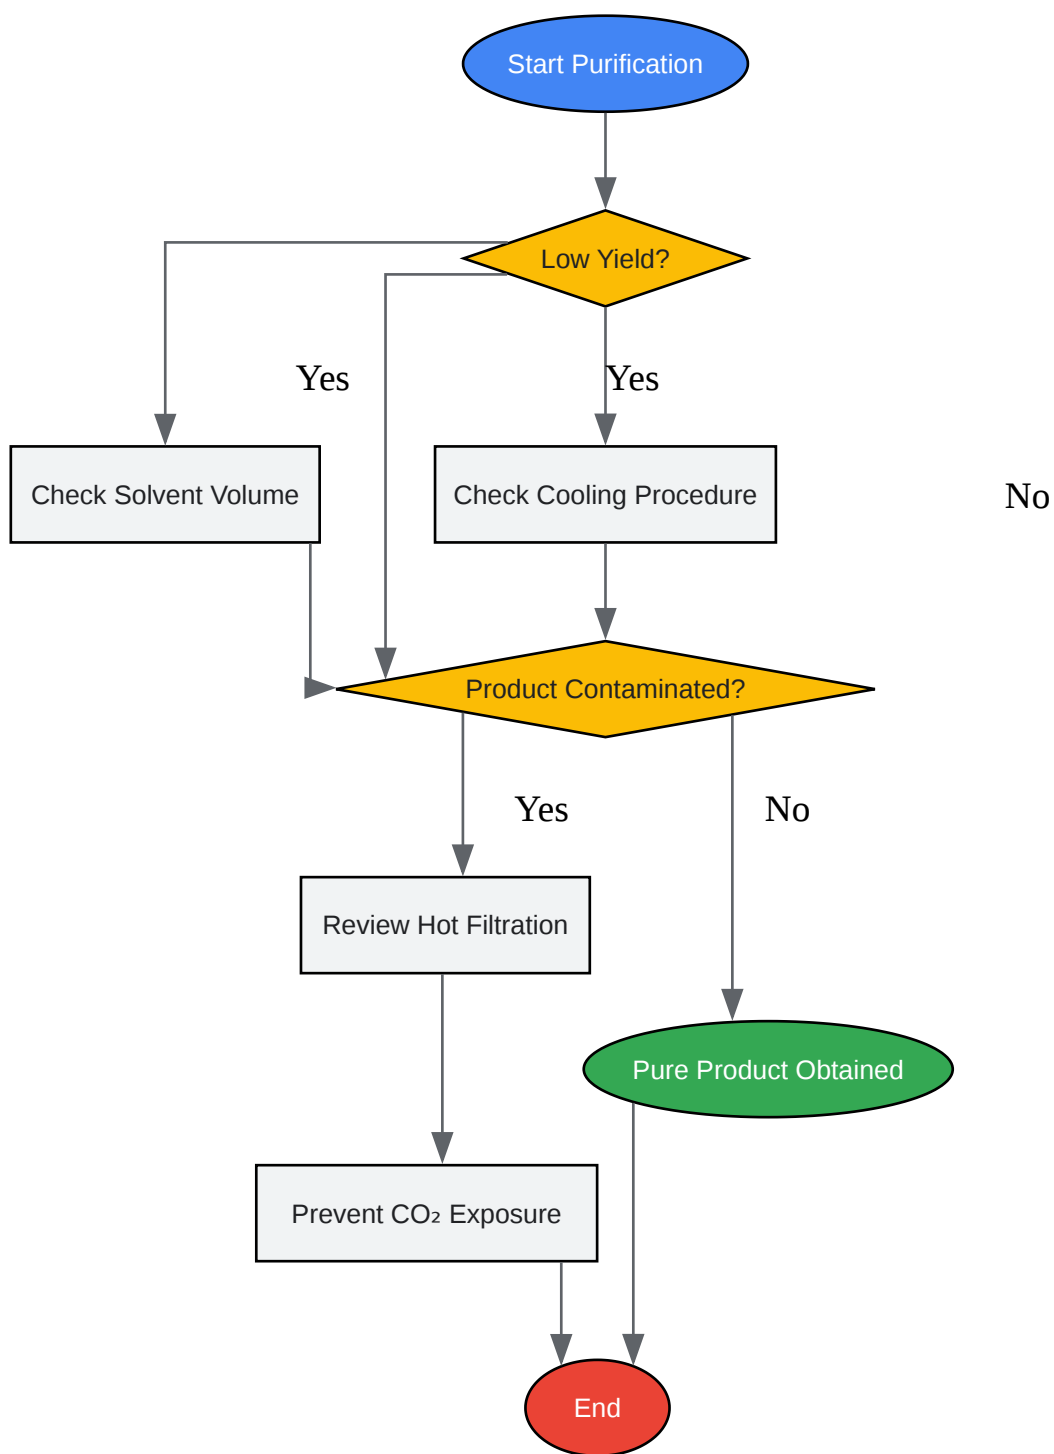 Start Purification
Low Yield?
Yes
Yes
Check Solvent Volume
Check Cooling Procedure
No
Product Contaminated?
Yes
No
Review Hot Filtration
Pure Product Obtained
Prevent CO₂ Exposure
End